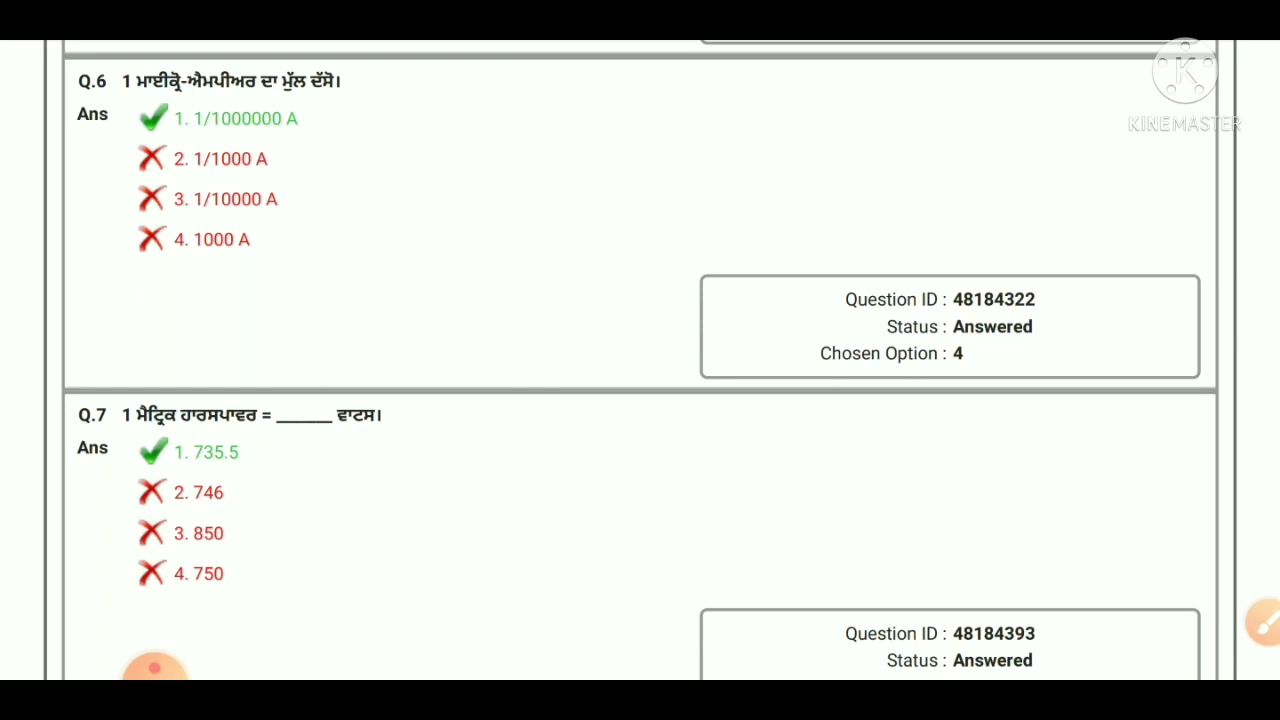 KINEMASTER
Q.6 1 ਮਾਈਕ੍ਰੋ-ਐਮਪੀਅਰ ਦਾ ਮੁੱਲ ਦੱਸੋ।
Ans 1. 1/1000000 A
2. 1/1000 A
3. 1/10000 A
4. 1000 A
Question ID : 48184322
Status : Answered
Chosen Option : 4
Q.7 1 ਮੈਟ੍ਰਿਕ ਹਾਰਸਪਾਵਰ = ______ ਵਾਟਸ।
Ans 1. 735.5
2. 746
3. 850
4. 750
Question ID : 48184393
Status : Answered